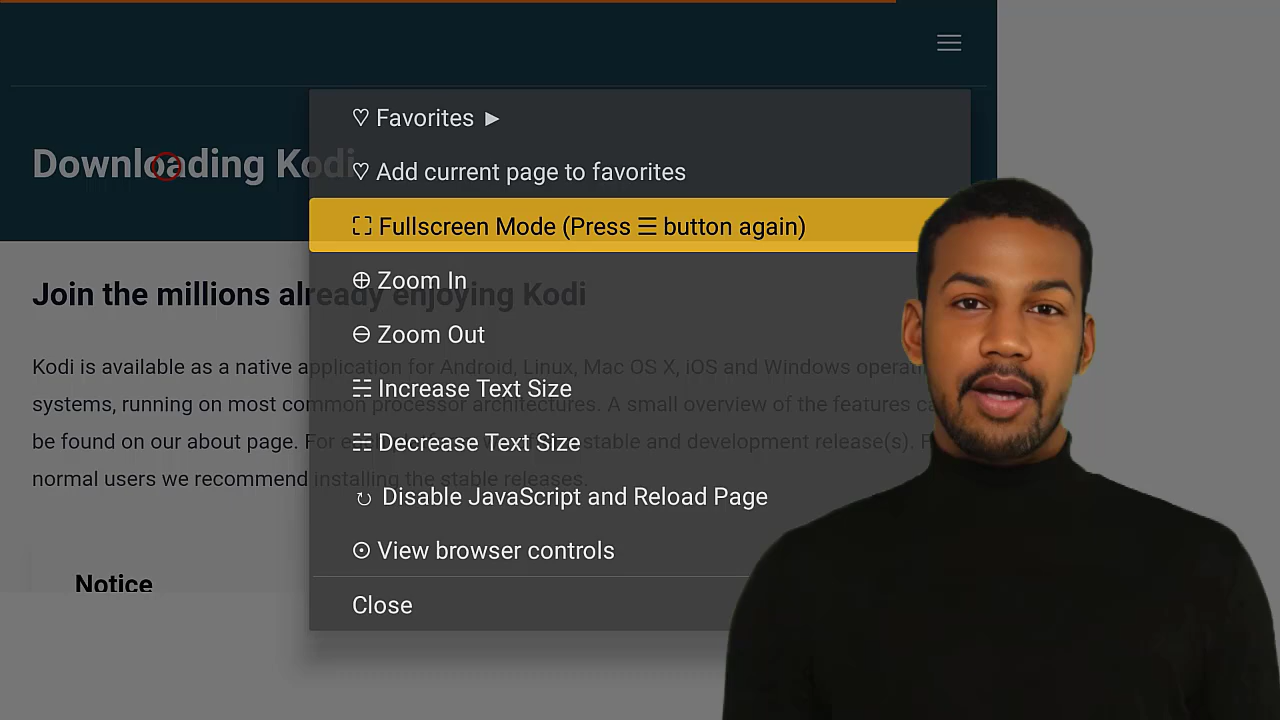 Downloading Kodi
♡ Favorites ►
♡ Add current page to favorites
⛶ Fullscreen Mode (Press ☰ button again)
Join the millions already enjoying Kodi
⊕ Zoom In
⊖ Zoom Out
Kodi is available as a native application for Android, Linux, Mac OS X, iOS and Windows
☵ Increase Text Size
systems, running on most common processor architectures. A small overview of the features
be found on our about page. For stable and development release(s).
☵ Decrease Text Size
normal users we recommend installing the stable releases.
↻ Disable JavaScript and Reload Page
⊙ View browser controls
Notice
Close